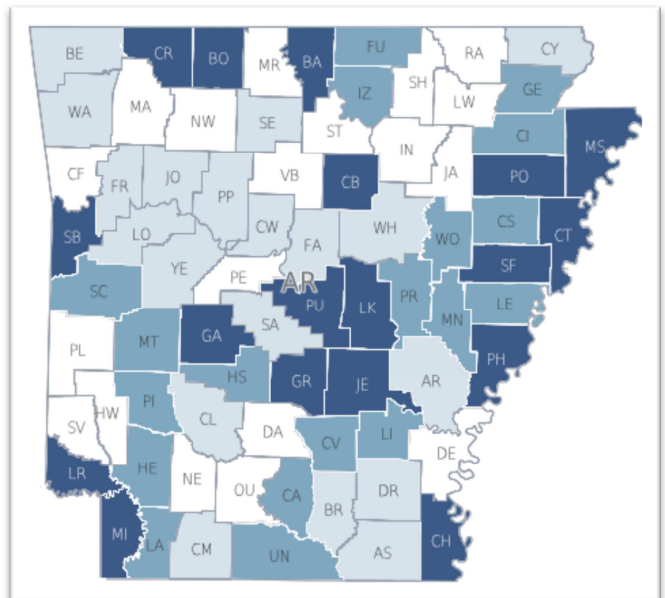 BE CR BO MR BA FU RA CY
WA MA NW SE IZ SH LW GE
ST IN CI MS
CF FR JO PP VB CB JA PO
SB LO CW FA WH WO CS CT
YE PE AR SF
SC SA PU LK PR MN LE
PL MT GA PH
HS GR JE AR
SV HW PI CL DA CV LI DE
LR HE NE OU CA BR DR
MI LA CM UN AS CH